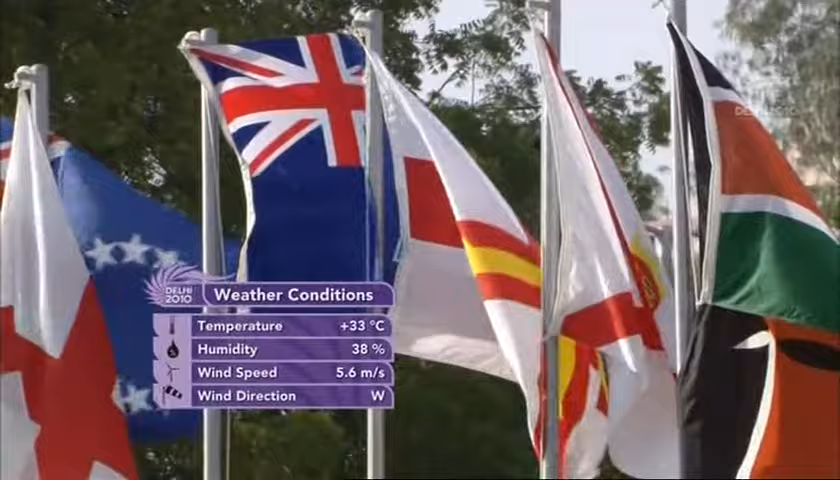 DELHI
2010
Weather Conditions
Temperature +33 °C
Humidity 38 %
Wind Speed 5.6 m/s
Wind Direction W